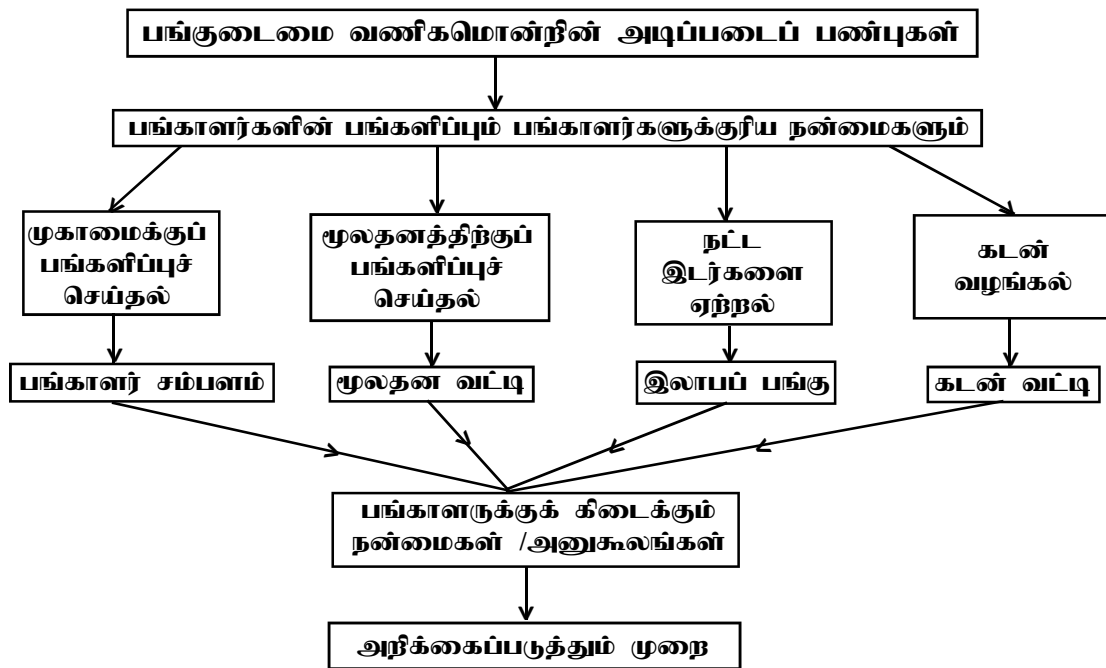 பங்குடைமை வணிகமொன்றின் அடிப்படைப் பண்புகள்
பங்காளர்களின் பங்களிப்பும் பங்காளர்களுக்குரிய நன்மைகளும்
முகாமைக்குப்
பங்களிப்புச்
செய்தல்
மூலதனத்திற்குப்
பங்களிப்புச்
செய்தல்
நட்ட
இடர்களை
ஏற்றல்
கடன்
வழங்கல்
பங்காளர் சம்பளம்
மூலதன வட்டி
இலாபப் பங்கு
கடன் வட்டி
பங்காளருக்குக் கிடைக்கும்
நன்மைகள் /அனுகூலங்கள்
அறிக்கைப்படுத்தும் முறை